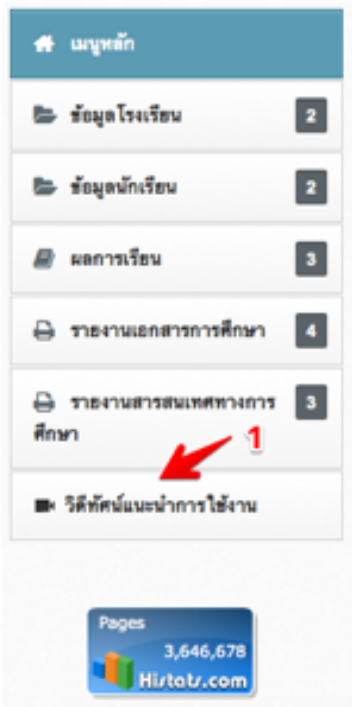 เมนูหลัก
ข้อมูลโรงเรียน 2
ข้อมูลนักเรียน 2
ผลการเรียน 3
รายงานเอกสารการศึกษา 4
รายงานสารสนเทศทางการ 3
ศึกษา
1
วิดีทัศน์แนะนำการใช้งาน
Pages
3,646,678
Histats.com